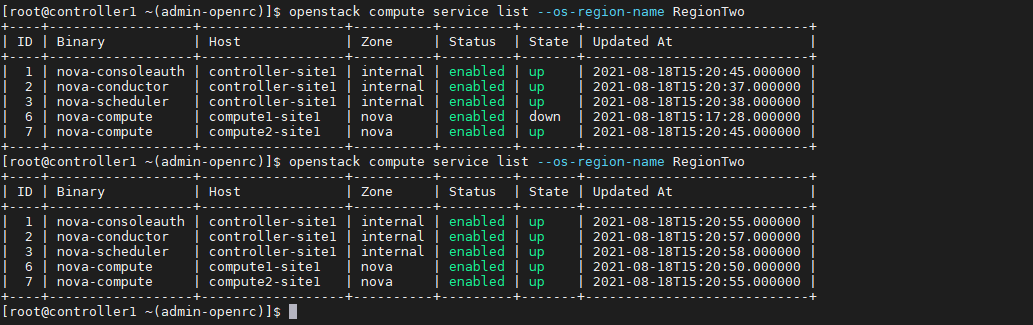 [root@controller1 ~(admin-openrc)]$ openstack compute service list --os-region-name RegionTwo
+----+------------------+-----------------+----------+---------+-------+----------------------------+
| ID | Binary           | Host            | Zone     | Status  | State | Updated At                 |
+----+------------------+-----------------+----------+---------+-------+----------------------------+
|  1 | nova-consoleauth | controller-site1 | internal | enabled | up    | 2021-08-18T15:20:45.000000 |
|  2 | nova-conductor   | controller-site1 | internal | enabled | up    | 2021-08-18T15:20:37.000000 |
|  3 | nova-scheduler   | controller-site1 | internal | enabled | up    | 2021-08-18T15:20:38.000000 |
|  6 | nova-compute     | compute1-site1  | nova     | enabled | down  | 2021-08-18T15:17:28.000000 |
|  7 | nova-compute     | compute2-site1  | nova     | enabled | up    | 2021-08-18T15:20:45.000000 |
+----+------------------+-----------------+----------+---------+-------+----------------------------+
[root@controller1 ~(admin-openrc)]$ openstack compute service list --os-region-name RegionTwo
+----+------------------+-----------------+----------+---------+-------+----------------------------+
| ID | Binary           | Host            | Zone     | Status  | State | Updated At                 |
+----+------------------+-----------------+----------+---------+-------+----------------------------+
|  1 | nova-consoleauth | controller-site1 | internal | enabled | up    | 2021-08-18T15:20:55.000000 |
|  2 | nova-conductor   | controller-site1 | internal | enabled | up    | 2021-08-18T15:20:57.000000 |
|  3 | nova-scheduler   | controller-site1 | internal | enabled | up    | 2021-08-18T15:20:58.000000 |
|  6 | nova-compute     | compute1-site1  | nova     | enabled | up    | 2021-08-18T15:20:50.000000 |
|  7 | nova-compute     | compute2-site1  | nova     | enabled | up    | 2021-08-18T15:20:55.000000 |
+----+------------------+-----------------+----------+---------+-------+----------------------------+
[root@controller1 ~(admin-openrc)]$